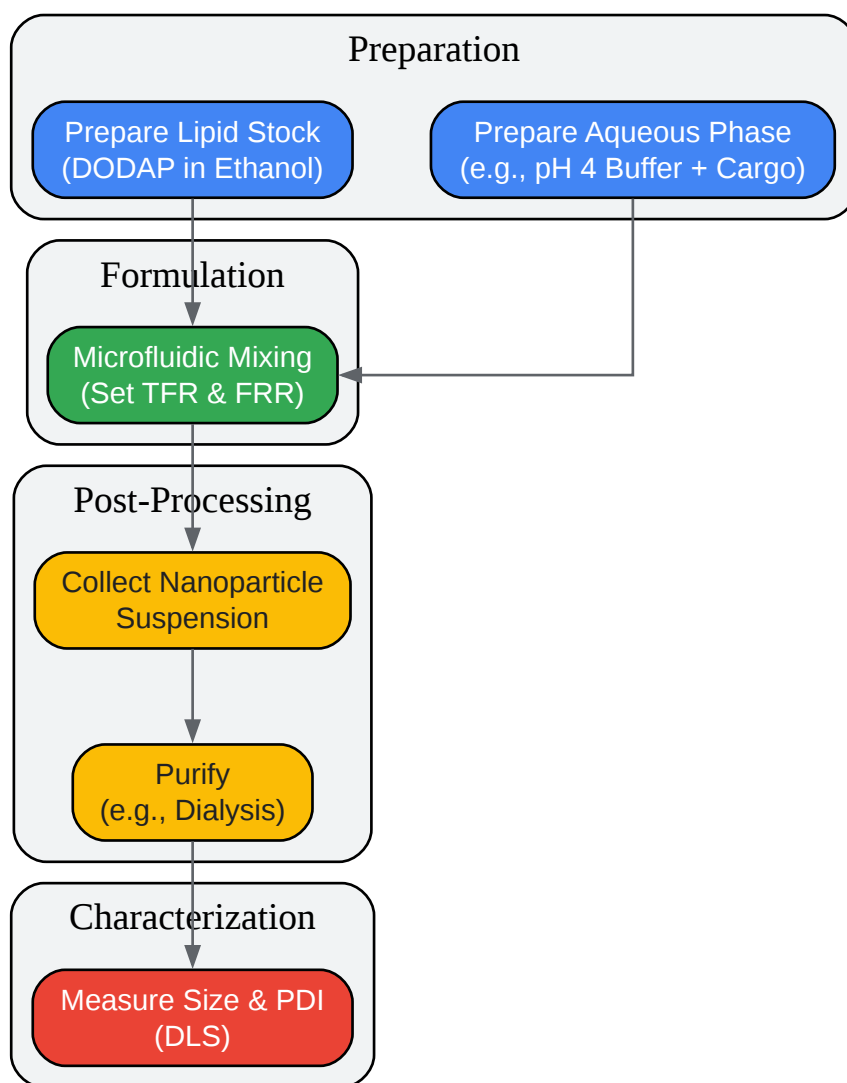 Preparation
Prepare Lipid Stock
(DODAP in Ethanol)
Prepare Aqueous Phase
(e.g., pH 4 Buffer + Cargo)
Formulation
Microfluidic Mixing
(Set TFR & FRR)
Post-Processing
Collect Nanoparticle
Suspension
Purify
(e.g., Dialysis)
Characterization
Measure Size & PDI
(DLS)